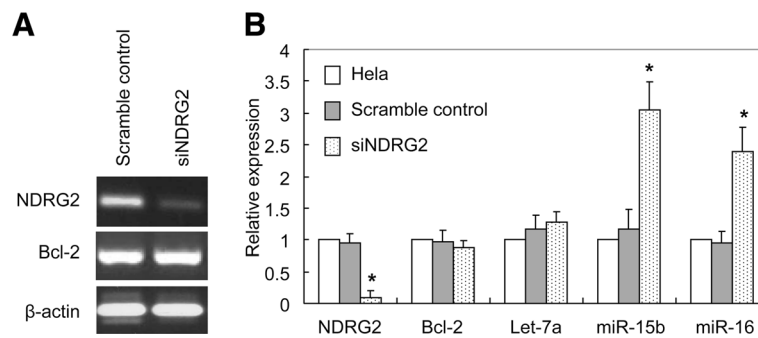 A
Scramble control
siNDRG2
NDRG2
Bcl-2
β-actin
B
Relative expression
4
3.5
3
2.5
2
1.5
1
0.5
0
Hela
Scramble control
siNDRG2
*
*
*
NDRG2
Bcl-2
Let-7a
miR-15b
miR-16